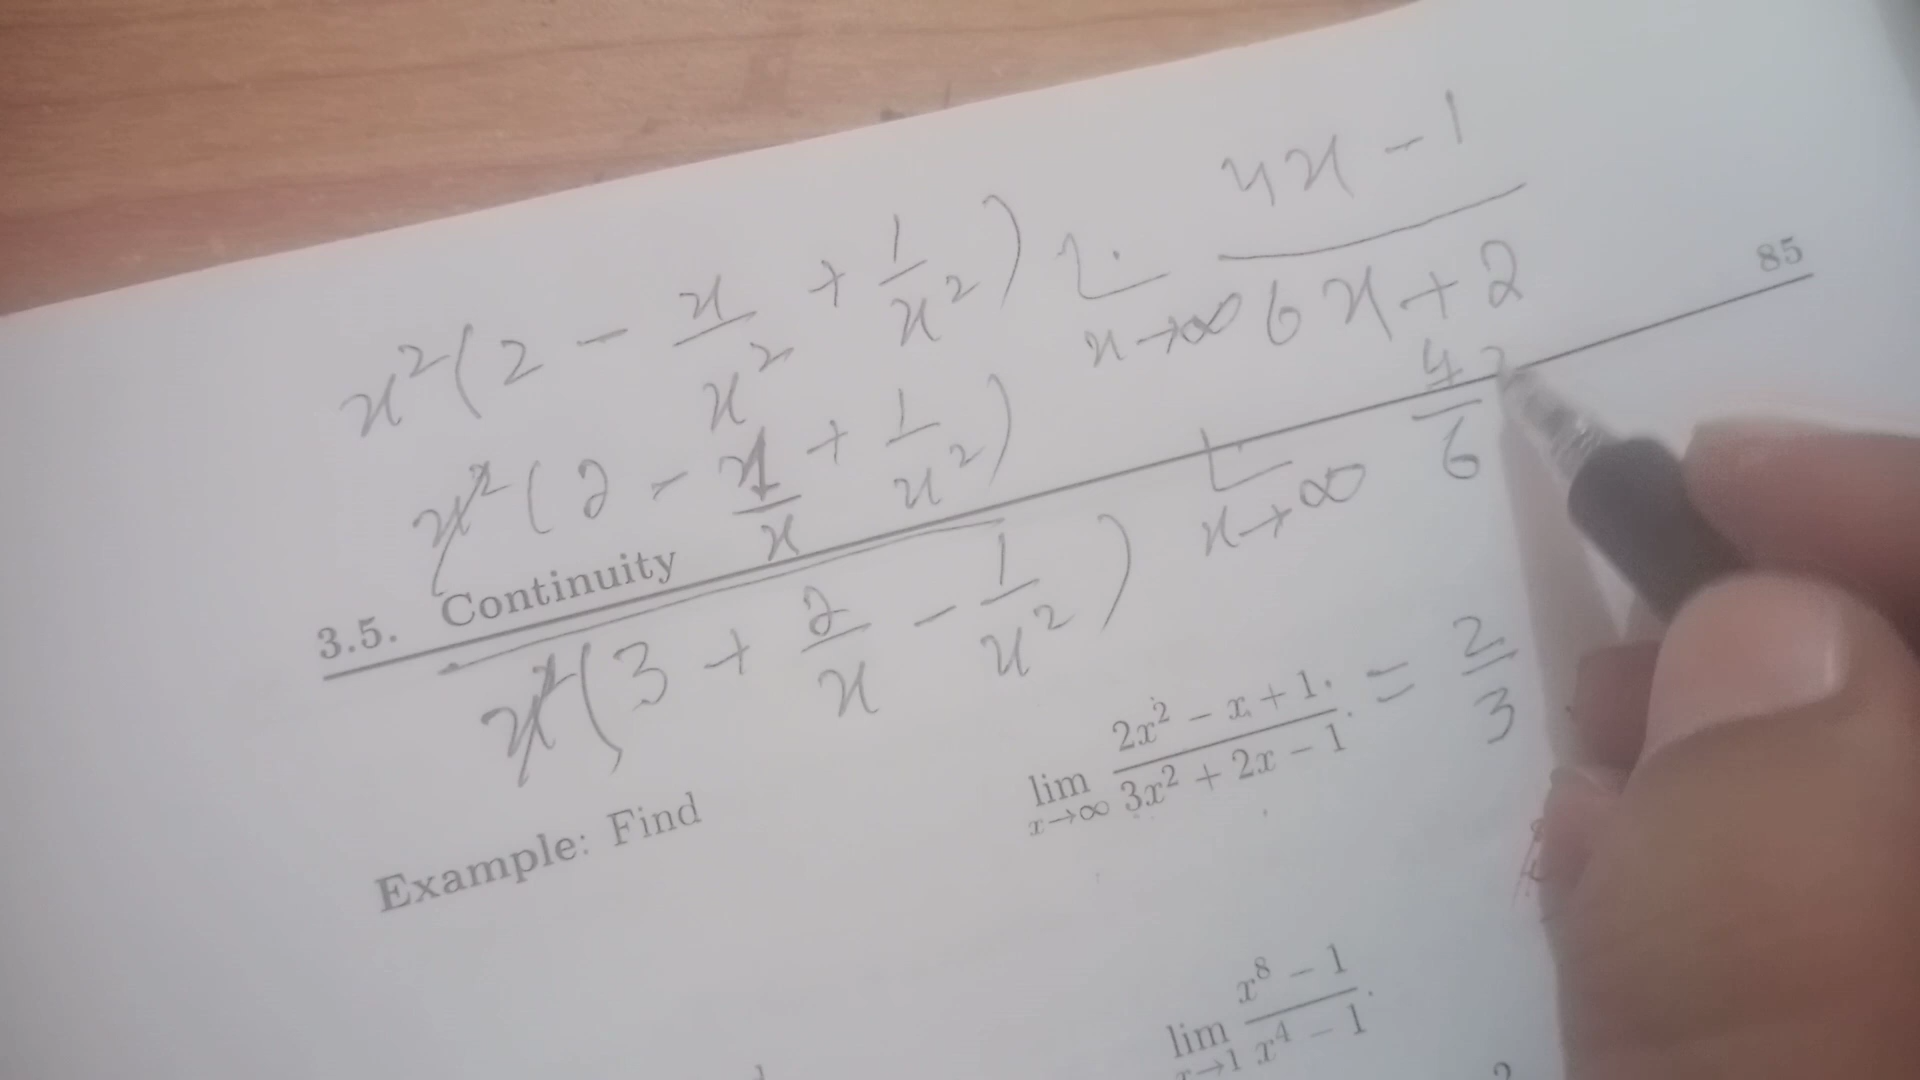 x²(2 - x/x² + 1/x²) L x→∞ 4x - 1 / 6x + 2
x²(2 - 1/x + 1/x²) L x→∞ 4/6
85
3.5. Continuity
x²(3 + 2/x - 1/x²)
lim x→∞ 2x² − x + 1 / 3x² + 2x − 1 . = 2/3
Example: Find
lim x→1 x⁸ − 1 / x⁴ − 1 .